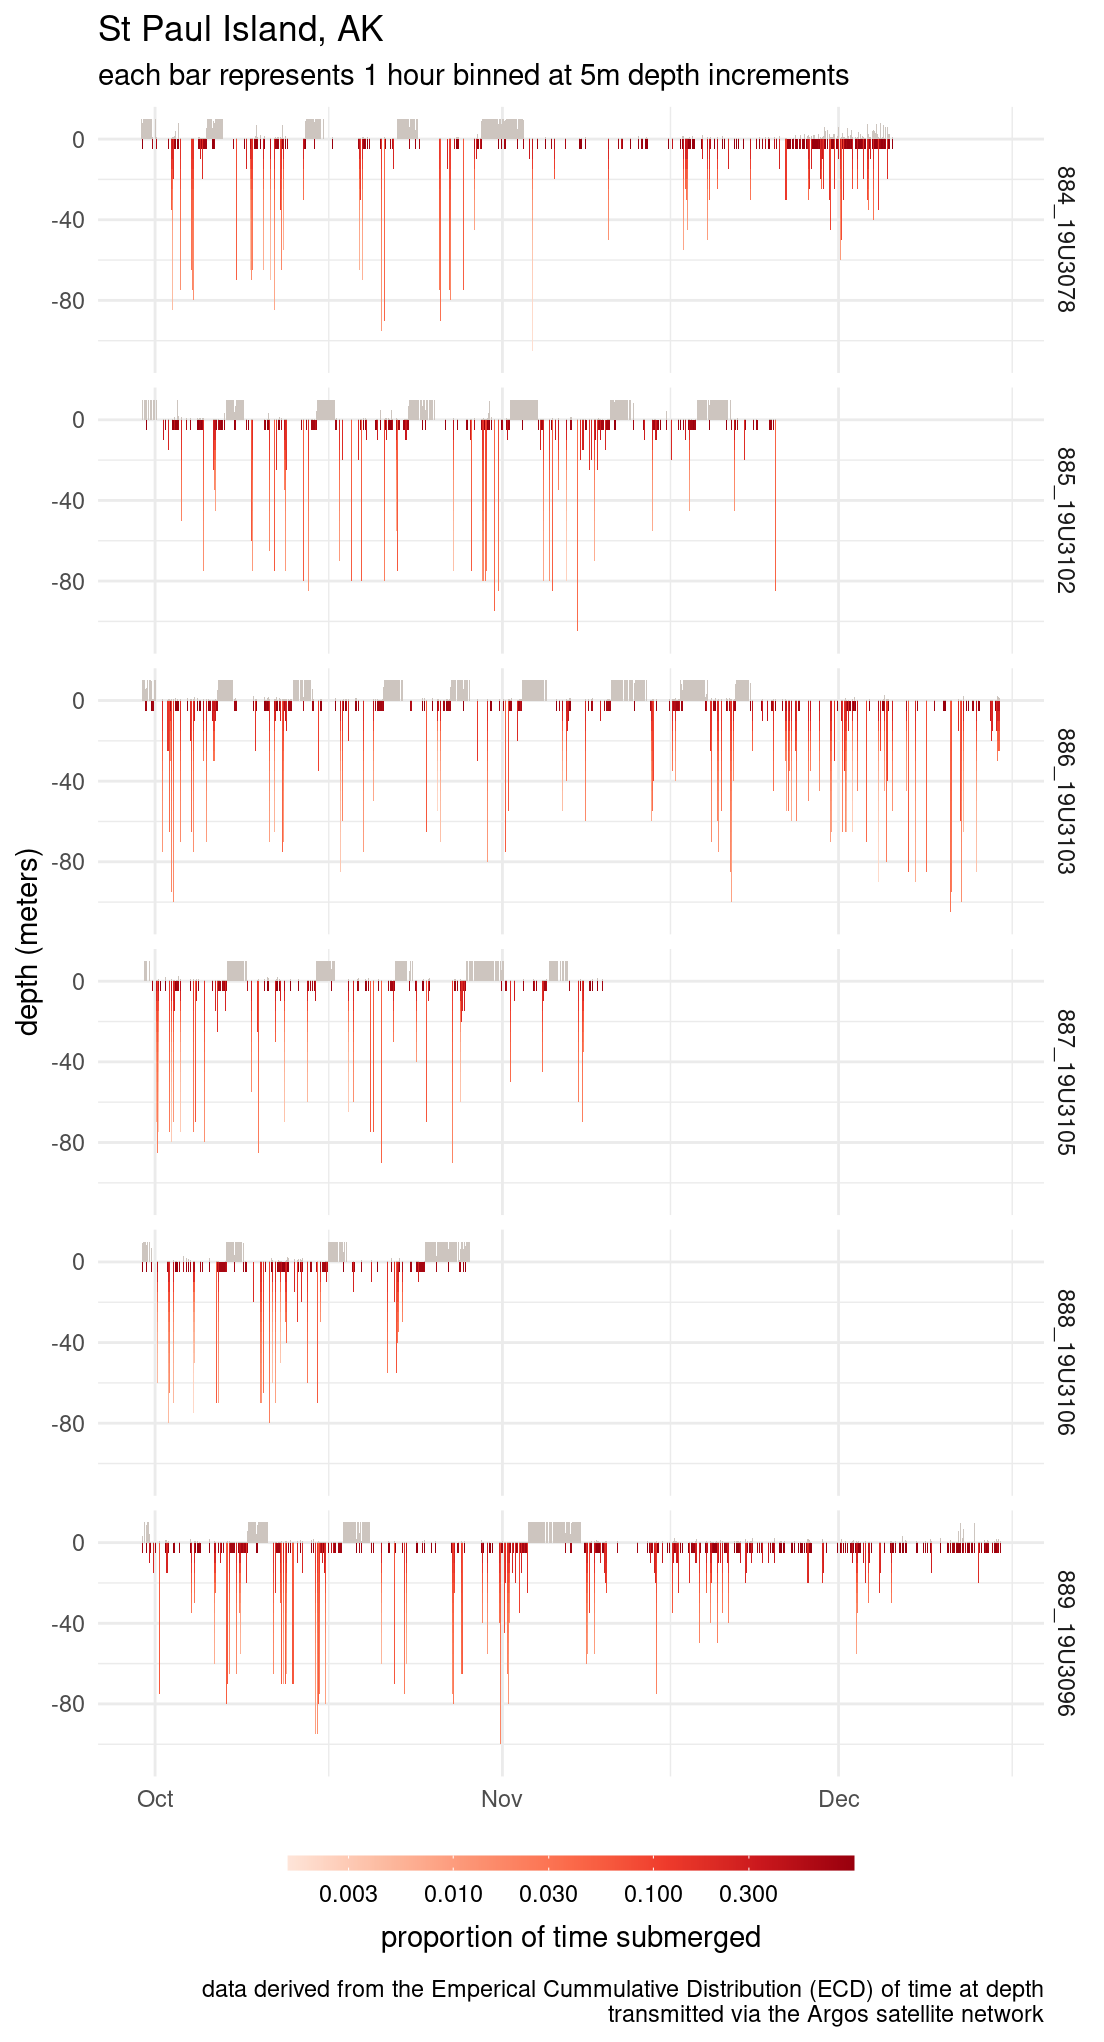 St Paul Island, AK
each bar represents 1 hour binned at 5m depth increments
0
-40
-80
884_19U3078
0
-40
-80
885_19U3102
0
-40
-80
886_19U3103
depth (meters)
0
-40
-80
887_19U3105
0
-40
-80
888_19U3106
0
-40
-80
889_19U3096
Oct Nov Dec
0.003 0.010 0.030 0.100 0.300
proportion of time submerged
data derived from the Emperical Cummulative Distribution (ECD) of time at depth
transmitted via the Argos satellite network